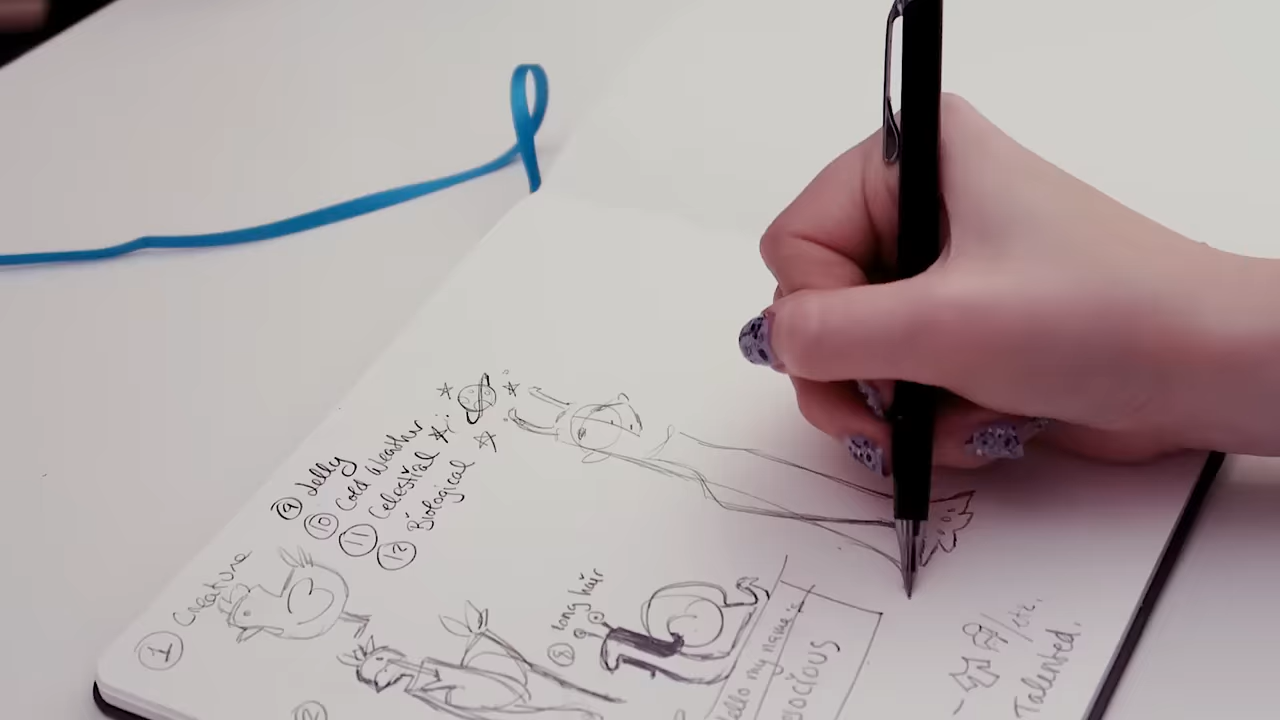 ① Creature
⑧ long hair
⑨ Jelly
⑩ Cold Weather
⑪ Celestial
⑫ Biological
Hello my name is
/etc.
Talented.